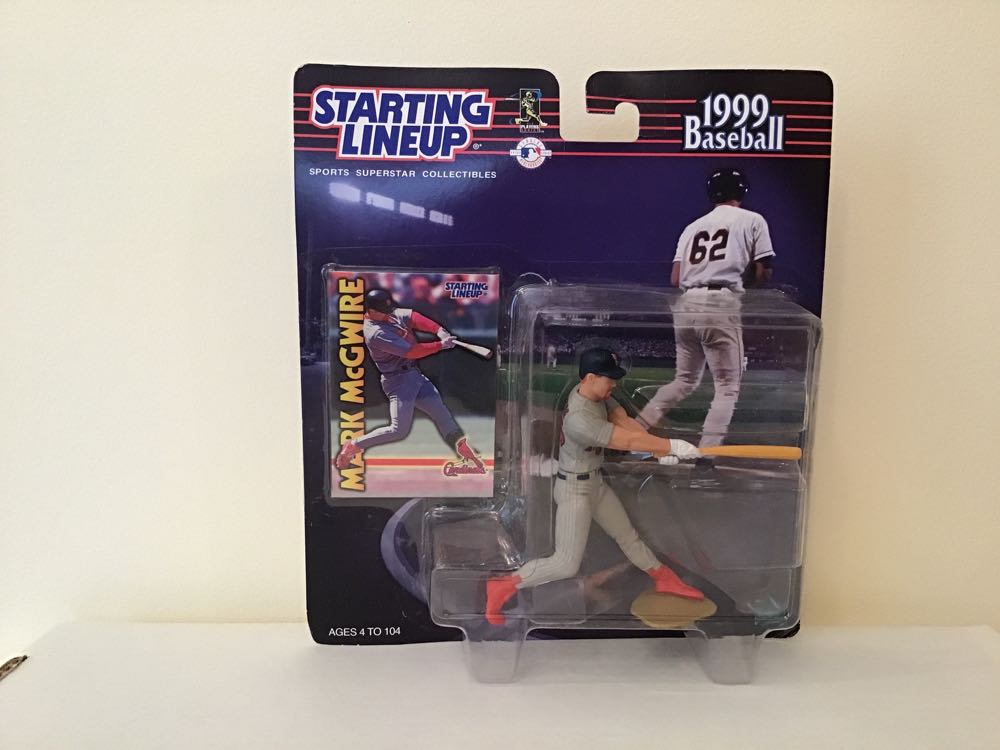 STARTING
LINEUP
SPORTS SUPERSTAR COLLECTIBLES
1999
Baseball
62
STARTING
LINEUP
MARK McGWIRE
Cardinals
AGES 4 TO 104